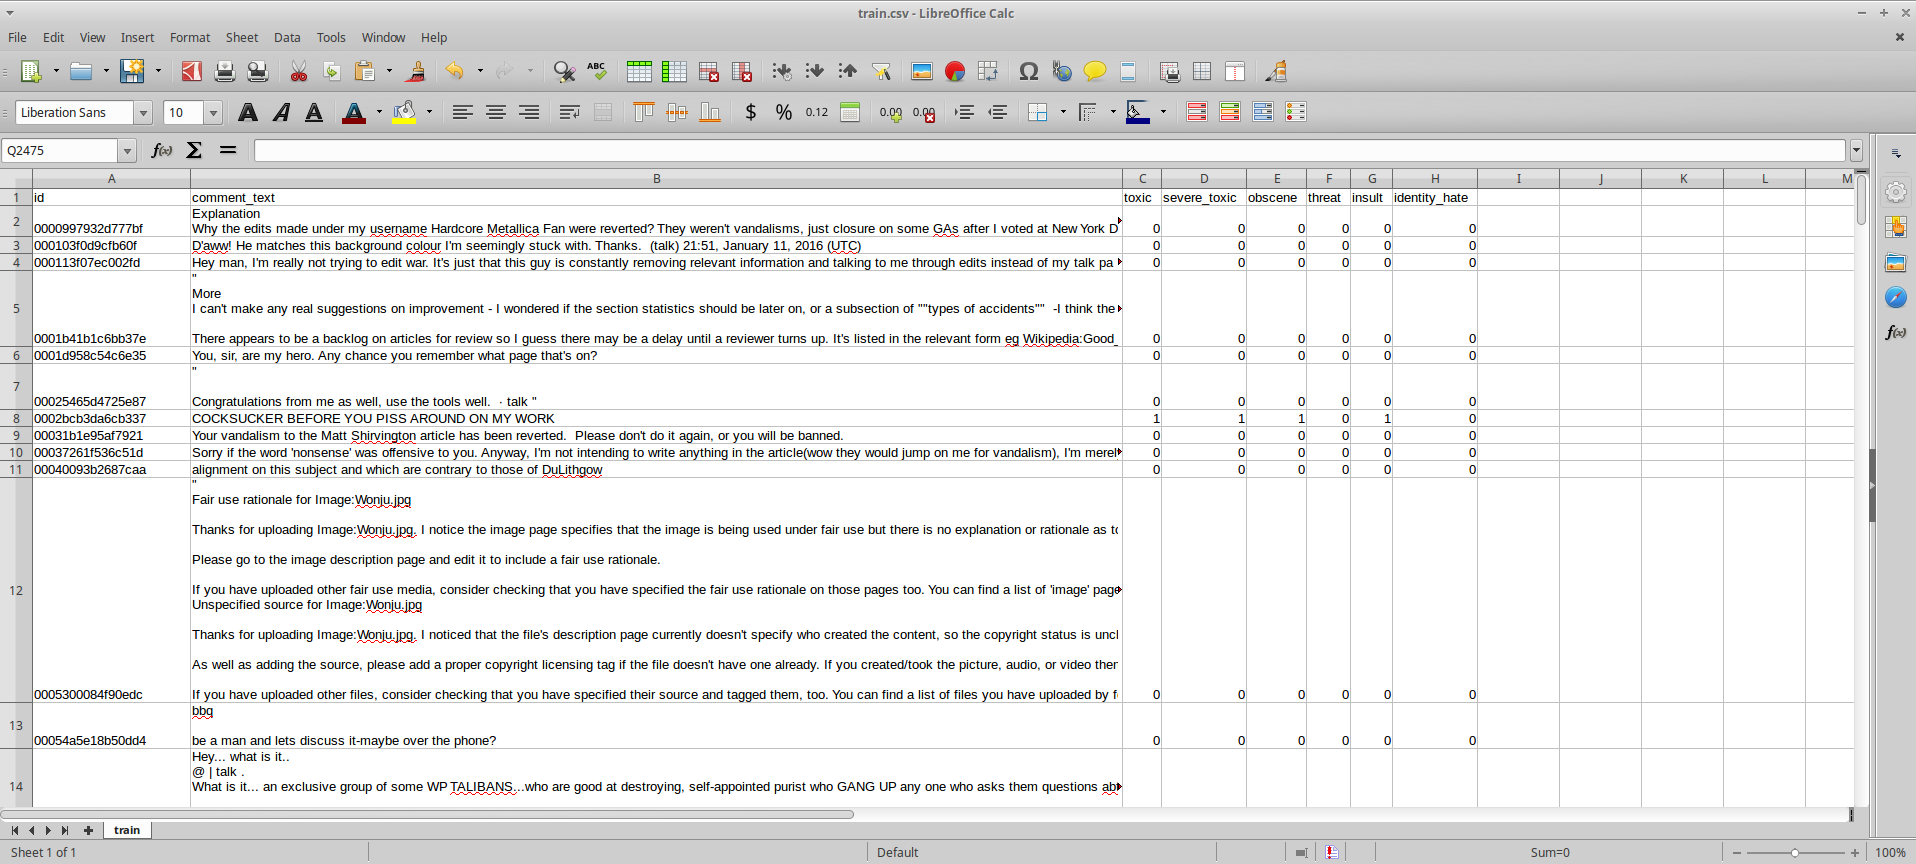 train.csv - LibreOffice Calc
File Edit View Insert Format Sheet Data Tools Window Help
Liberation Sans 10 $ % 0.12
Q2475
A B C D E F G H I J K L M
1 id comment_text toxic severe_toxic obscene threat insult identity_hate
Explanation
2 0000997932d777bf Why the edits made under my username Hardcore Metallica Fan were reverted? They weren't vandalisms, just closure on some GAs after I voted at New York D 0 0 0 0 0 0
3 000103f0d9cfb60f D'aww! He matches this background colour I'm seemingly stuck with. Thanks.  (talk) 21:51, January 11, 2016 (UTC) 0 0 0 0 0 0
4 000113f07ec002fd Hey man, I'm really not trying to edit war. It's just that this guy is constantly removing relevant information and talking to me through edits instead of my talk pa 0 0 0 0 0 0
"
More
5 I can't make any real suggestions on improvement - I wondered if the section statistics should be later on, or a subsection of ""types of accidents""  -I think the
0001b41b1c6bb37e There appears to be a backlog on articles for review so I guess there may be a delay until a reviewer turns up. It's listed in the relevant form eg Wikipedia:Good_ 0 0 0 0 0 0
6 0001d958c54c6e35 You, sir, are my hero. Any chance you remember what page that's on? 0 0 0 0 0 0
"
7
00025465d4725e87 Congratulations from me as well, use the tools well.  · talk " 0 0 0 0 0 0
8 0002bcb3da6cb337 COCKSUCKER BEFORE YOU PISS AROUND ON MY WORK 1 1 1 0 1 0
9 00031b1e95af7921 Your vandalism to the Matt Shirvington article has been reverted.  Please don't do it again, or you will be banned. 0 0 0 0 0 0
10 00037261f536c51d Sorry if the word 'nonsense' was offensive to you. Anyway, I'm not intending to write anything in the article(wow they would jump on me for vandalism), I'm merel 0 0 0 0 0 0
11 00040093b2687caa alignment on this subject and which are contrary to those of DuLithgow 0 0 0 0 0 0
"
Fair use rationale for Image:Wonju.jpg
Thanks for uploading Image:Wonju.jpg. I notice the image page specifies that the image is being used under fair use but there is no explanation or rationale as to
Please go to the image description page and edit it to include a fair use rationale.
12 If you have uploaded other fair use media, consider checking that you have specified the fair use rationale on those pages too. You can find a list of 'image' page
Unspecified source for Image:Wonju.jpg
Thanks for uploading Image:Wonju.jpg. I noticed that the file's description page currently doesn't specify who created the content, so the copyright status is uncl
As well as adding the source, please add a proper copyright licensing tag if the file doesn't have one already. If you created/took the picture, audio, or video then
0005300084f90edc If you have uploaded other files, consider checking that you have specified their source and tagged them, too. You can find a list of files you have uploaded by f 0 0 0 0 0 0
bbq
13
00054a5e18b50dd4 be a man and lets discuss it-maybe over the phone? 0 0 0 0 0 0
Hey... what is it..
@ | talk .
14 What is it... an exclusive group of some WP TALIBANS...who are good at destroying, self-appointed purist who GANG UP any one who asks them questions ab
train
Sheet 1 of 1 Default Sum=0 100%